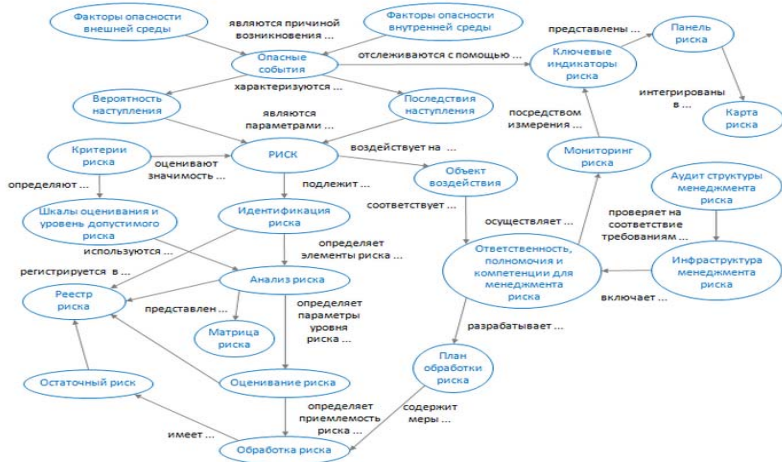 Факторы опасности
внешней среды
являются причиной
возникновения ...
Факторы опасности
внутренней среды
представлены ...
Панель
риска
Опасные
события
отслеживаются с помощью ...
Ключевые
индикаторы
риска
характеризуются ...
интегрированы
в ...
Вероятность
наступления
являются
параметрами ...
Последствия
наступления
посредством
измерения ...
Карта
риска
Критерии
риска
оценивают
значимость ...
РИСК
воздействует на ...
Мониторинг
риска
определяют ...
подлежит ...
Объект
воздействия
Аудит структуры
менеджмента
риска
Шкалы оценивания и
уровень допустимого
риска
Идентификация
риска
соответствует ...
осуществляет ...
проверяет на
соответствие
требованиям ...
используются ...
определяет
элементы риска ...
Ответственность,
полномочия и
компетенции для
менеджмента
риска
Инфраструктура
менеджмента
риска
регистрируется в ...
Анализ риска
включает ...
Реестр
риска
представлен ...
определяет
параметры
уровня
риска ...
разрабатывает ...
Матрица
риска
План
обработки
риска
Остаточный риск
Оценивание риска
определяет
приемлемость
риска ...
содержит
меры ...
имеет ...
Обработка риска